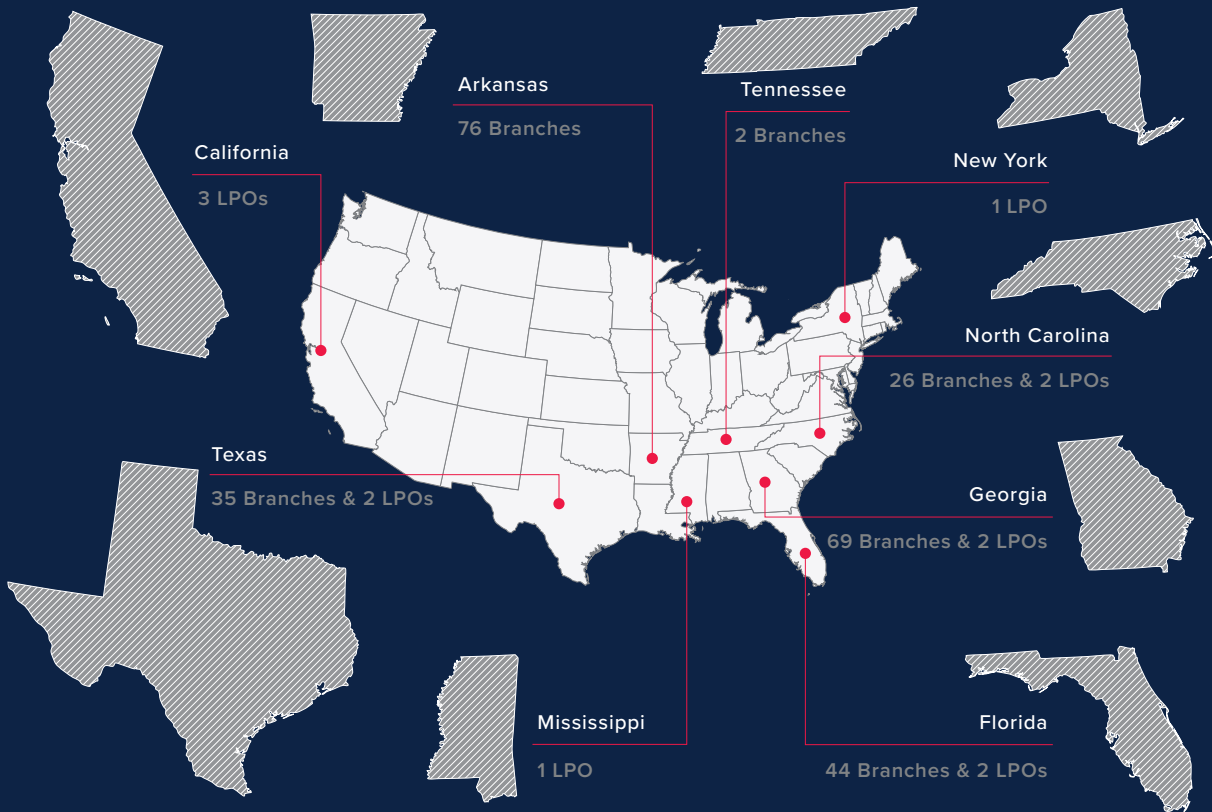 Arkansas
76 Branches
Tennessee
2 Branches
California
3 LPOs
New York
1 LPO
North Carolina
26 Branches & 2 LPOs
Texas
35 Branches & 2 LPOs
Georgia
69 Branches & 2 LPOs
Mississippi
1 LPO
Florida
44 Branches & 2 LPOs